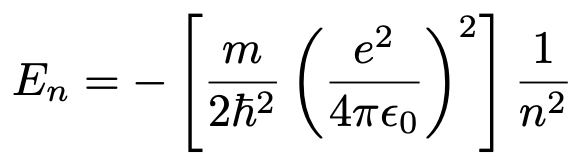 E_n = - \left[ \frac{m}{2\hbar^2} \left( \frac{e^2}{4\pi\epsilon_0} \right)^2 \right] \frac{1}{n^2}